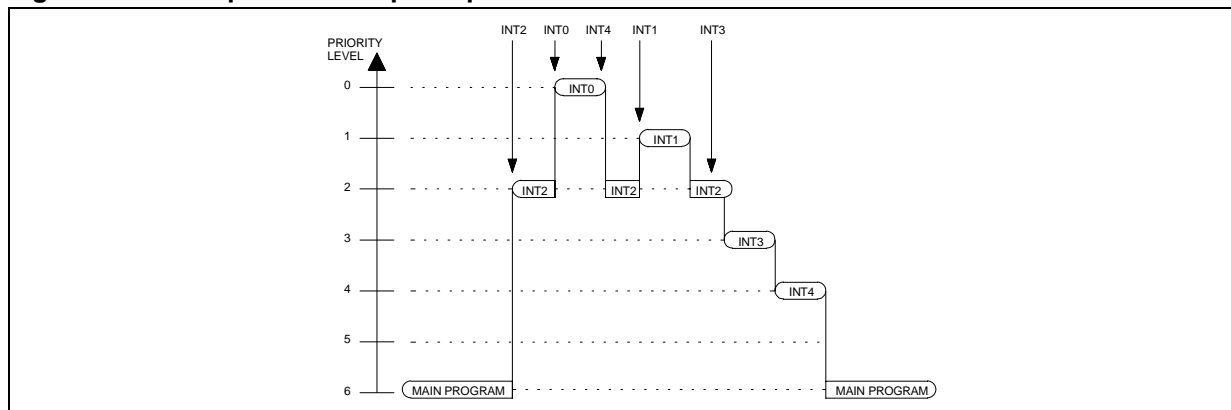 INT2 INT0 INT4 INT1 INT3
PRIORITY
LEVEL
0 INT0
1 INT1
2 INT2 INT2 INT2
3 INT3
4 INT4
5
6 MAIN PROGRAM MAIN PROGRAM